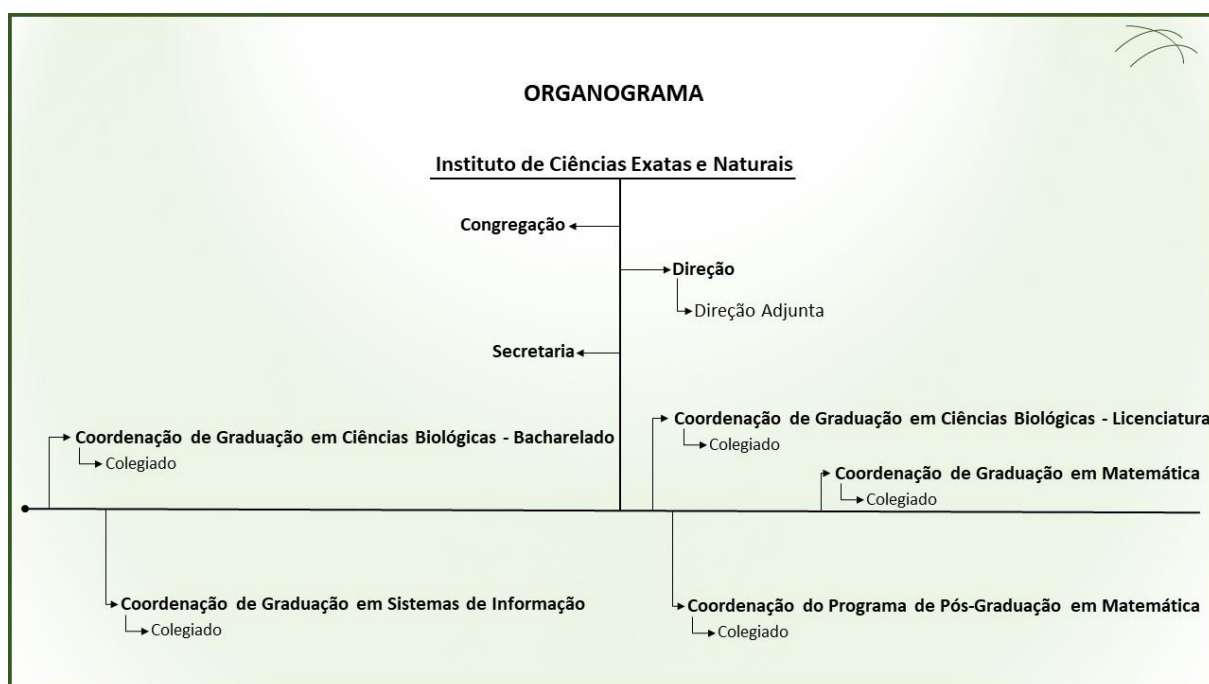 ORGANOGRAMA
Instituto de Ciências Exatas e Naturais
Congregação
Direção
Direção Adjunta
Secretaria
Coordenação de Graduação em Ciências Biológicas - Bacharelado
Colegiado
Coordenação de Graduação em Ciências Biológicas - Licenciatura
Colegiado
Coordenação de Graduação em Matemática
Colegiado
Coordenação de Graduação em Sistemas de Informação
Colegiado
Coordenação do Programa de Pós-Graduação em Matemática
Colegiado